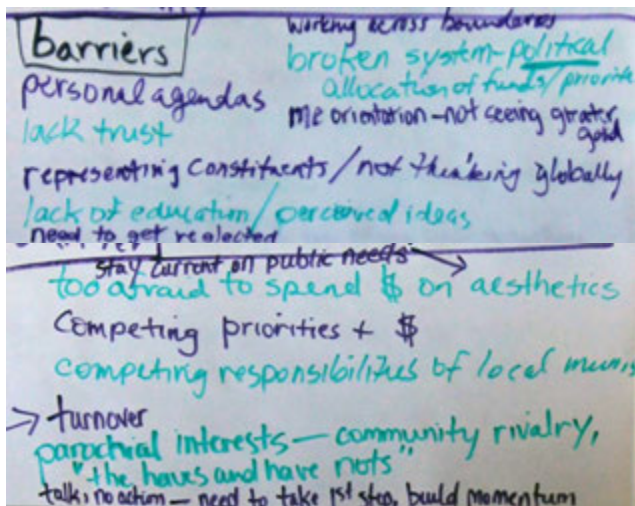 barriers
personal agendas
lack trust
working across boundaries
broken system-political
allocation of funds/
me orientation-not seeing greater
good
representing constituents/not thinking globally
lack of education/perceived ideas
need to get reelected
stay current on public needs
too afraid to spend $ on aesthetics
Competing priorities + $
competing responsibilities of local munis
→ turnover
parochial interests — community rivalry,
"the haves and have nots"
talk, no action — need to take 1st step, build momentum